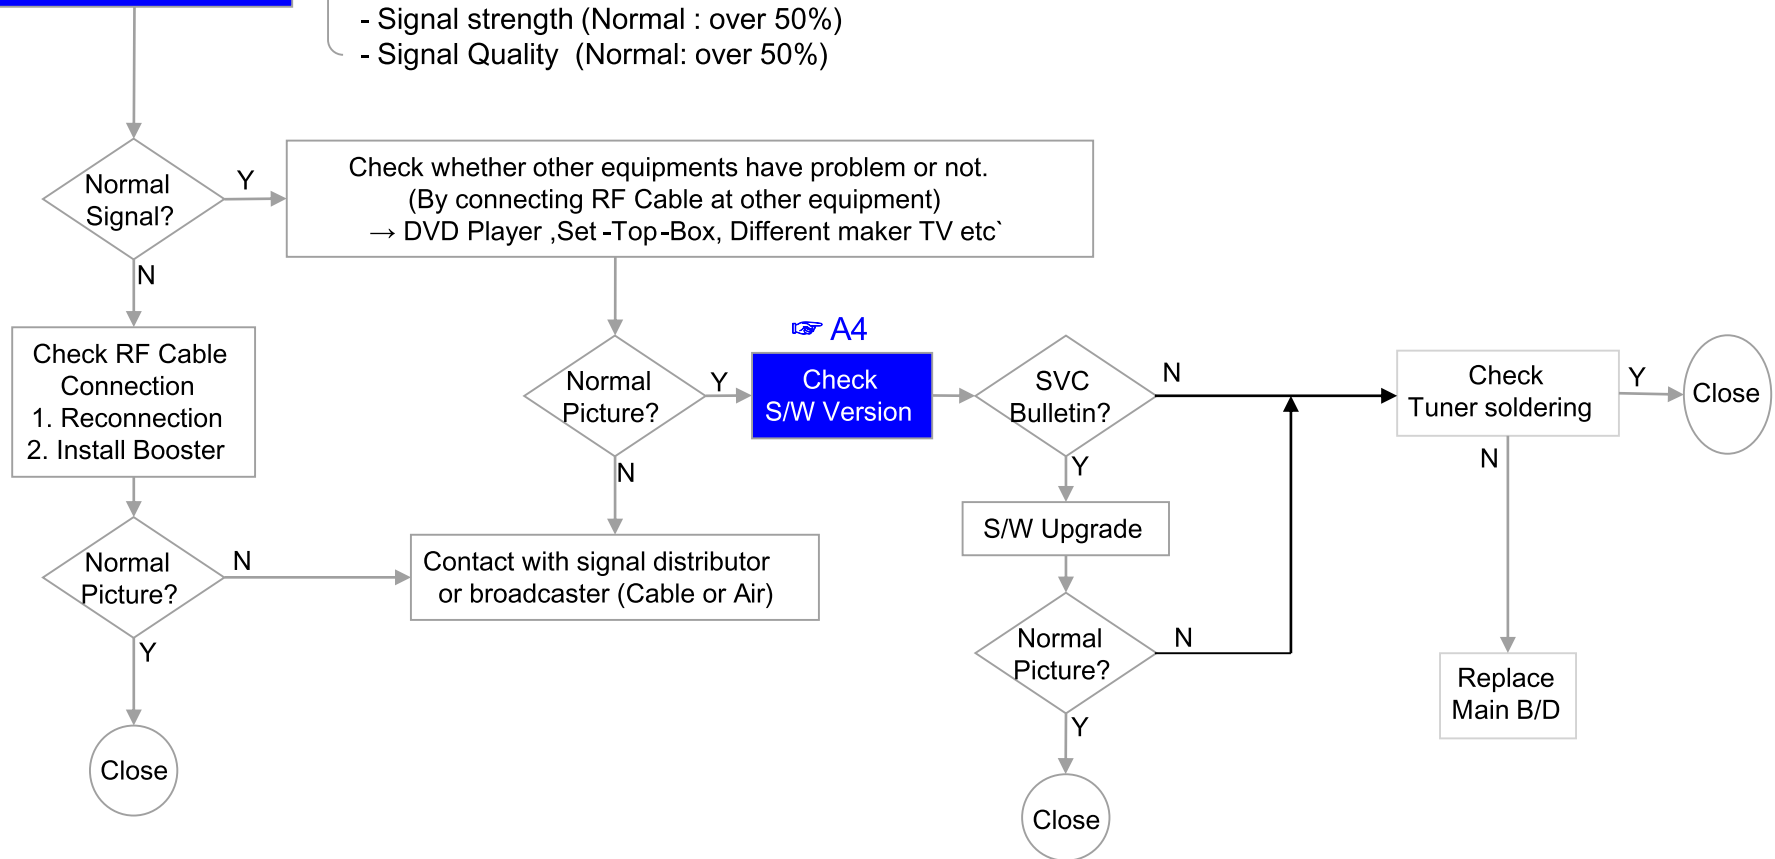 - Signal strength (Normal : over 50%)
- Signal Quality  (Normal: over 50%)
Normal
Signal?
Y
Check whether other equipments have problem or not.
(By connecting RF Cable at other equipment)
→ DVD Player ,Set -Top -Box, Different maker TV etc`
N
Check RF Cable
Connection
1. Reconnection
2. Install Booster
Normal
Picture?
N
Y
Close
Normal
Picture?
Y
N
Contact with signal distributor
or broadcaster (Cable or Air)
☞ A4
Check
S/W Version
SVC
Bulletin?
N
Y
S/W Upgrade
Normal
Picture?
N
Y
Close
Check
Tuner soldering
Y
Close
N
Replace
Main B/D